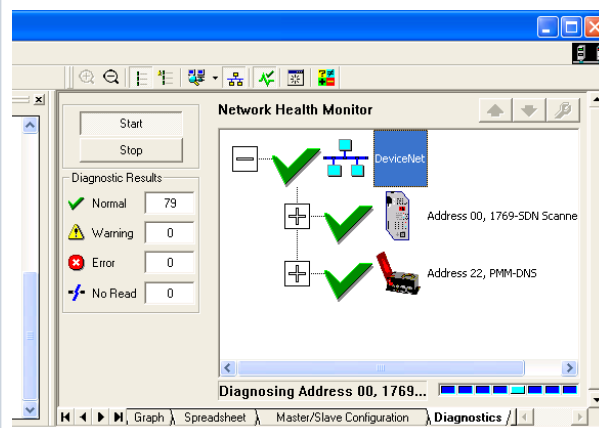 Network Health Monitor
Start
Stop
Diagnostic Results
Normal 79
Warning 0
Error 0
No Read 0
DeviceNet
Address 00, 1769-SDN Scanne
Address 22, PMM-DNS
Diagnosing Address 00, 1769...
Graph Spreadsheet Master/Slave Configuration Diagnostics